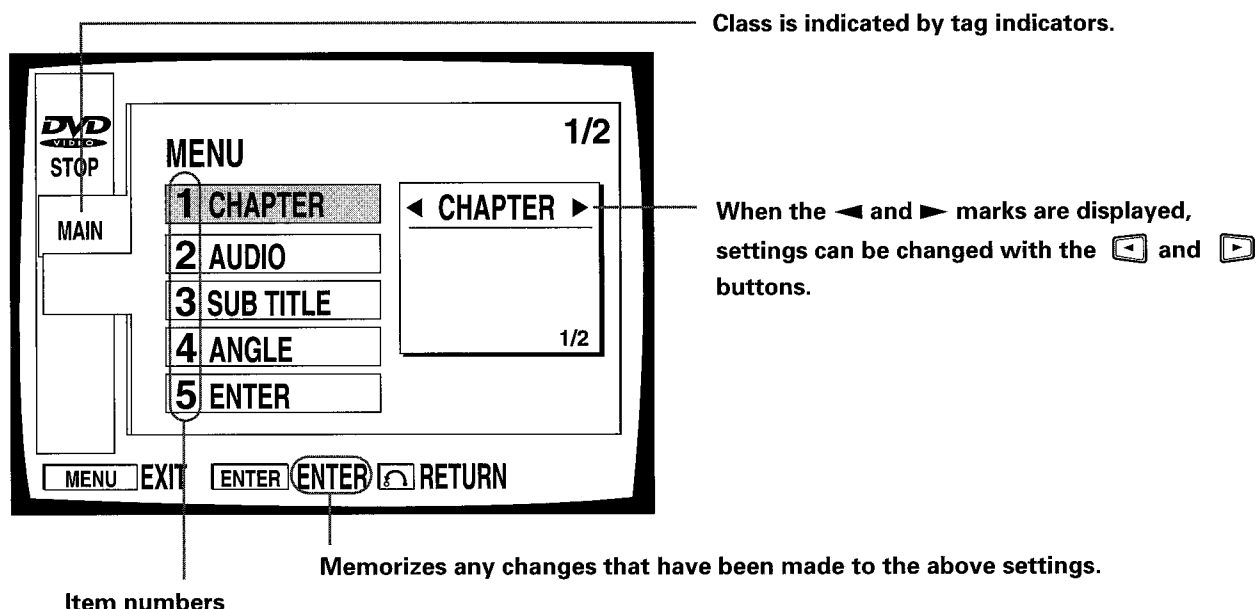 Class is indicated by tag indicators.
DVD
VIDEO
STOP
MAIN
1/2
MENU
1 CHAPTER
2 AUDIO
3 SUB TITLE
4 ANGLE
5 ENTER
◄ CHAPTER ►
1/2
When the ◄ and ► marks are displayed,
settings can be changed with the ◄ and ►
buttons.
MENU EXIT ENTER ENTER RETURN
Memorizes any changes that have been made to the above settings.
Item numbers